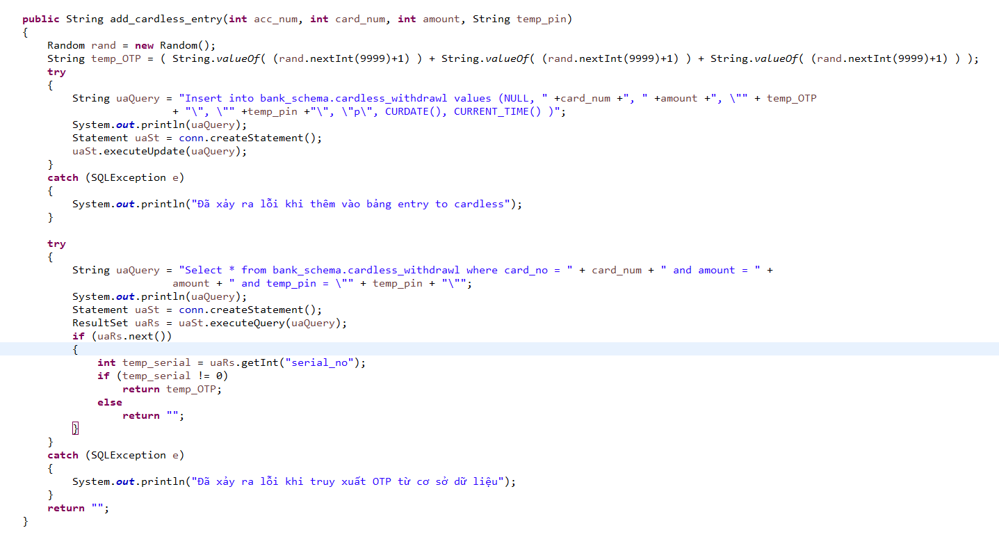 public String add_cardless_entry(int acc_num, int card_num, int amount, String temp_pin)
{
Random rand = new Random();
String temp_OTP = ( String.valueOf( (rand.nextInt(9999)+1) ) + String.valueOf( (rand.nextInt(9999)+1) ) + String.valueOf( (rand.nextInt(9999)+1) ) );
try
{
String uaQuery = "Insert into bank_schema.cardless_withdrawl values (NULL, " +card_num +", " +amount +", \"" + temp_OTP
+ "\", \"" +temp_pin +"\", \"p\", CURDATE(), CURRENT_TIME() )";
System.out.println(uaQuery);
Statement uaSt = conn.createStatement();
uaSt.executeUpdate(uaQuery);
}
catch (SQLException e)
{
System.out.println("Đã xảy ra lỗi khi thêm vào bảng entry to cardless");
}
try
{
String uaQuery = "Select * from bank_schema.cardless_withdrawl where card_no = " + card_num + " and amount = " +
amount + " and temp_pin = \"" + temp_pin + "\"";
System.out.println(uaQuery);
Statement uaSt = conn.createStatement();
ResultSet uaRs = uaSt.executeQuery(uaQuery);
if (uaRs.next())
{
int temp_serial = uaRs.getInt("serial_no");
if (temp_serial != 0)
return temp_OTP;
else
return "";
}
}
catch (SQLException e)
{
System.out.println("Đã xảy ra lỗi khi truy xuất OTP từ cơ sở dữ liệu");
}
return "";
}